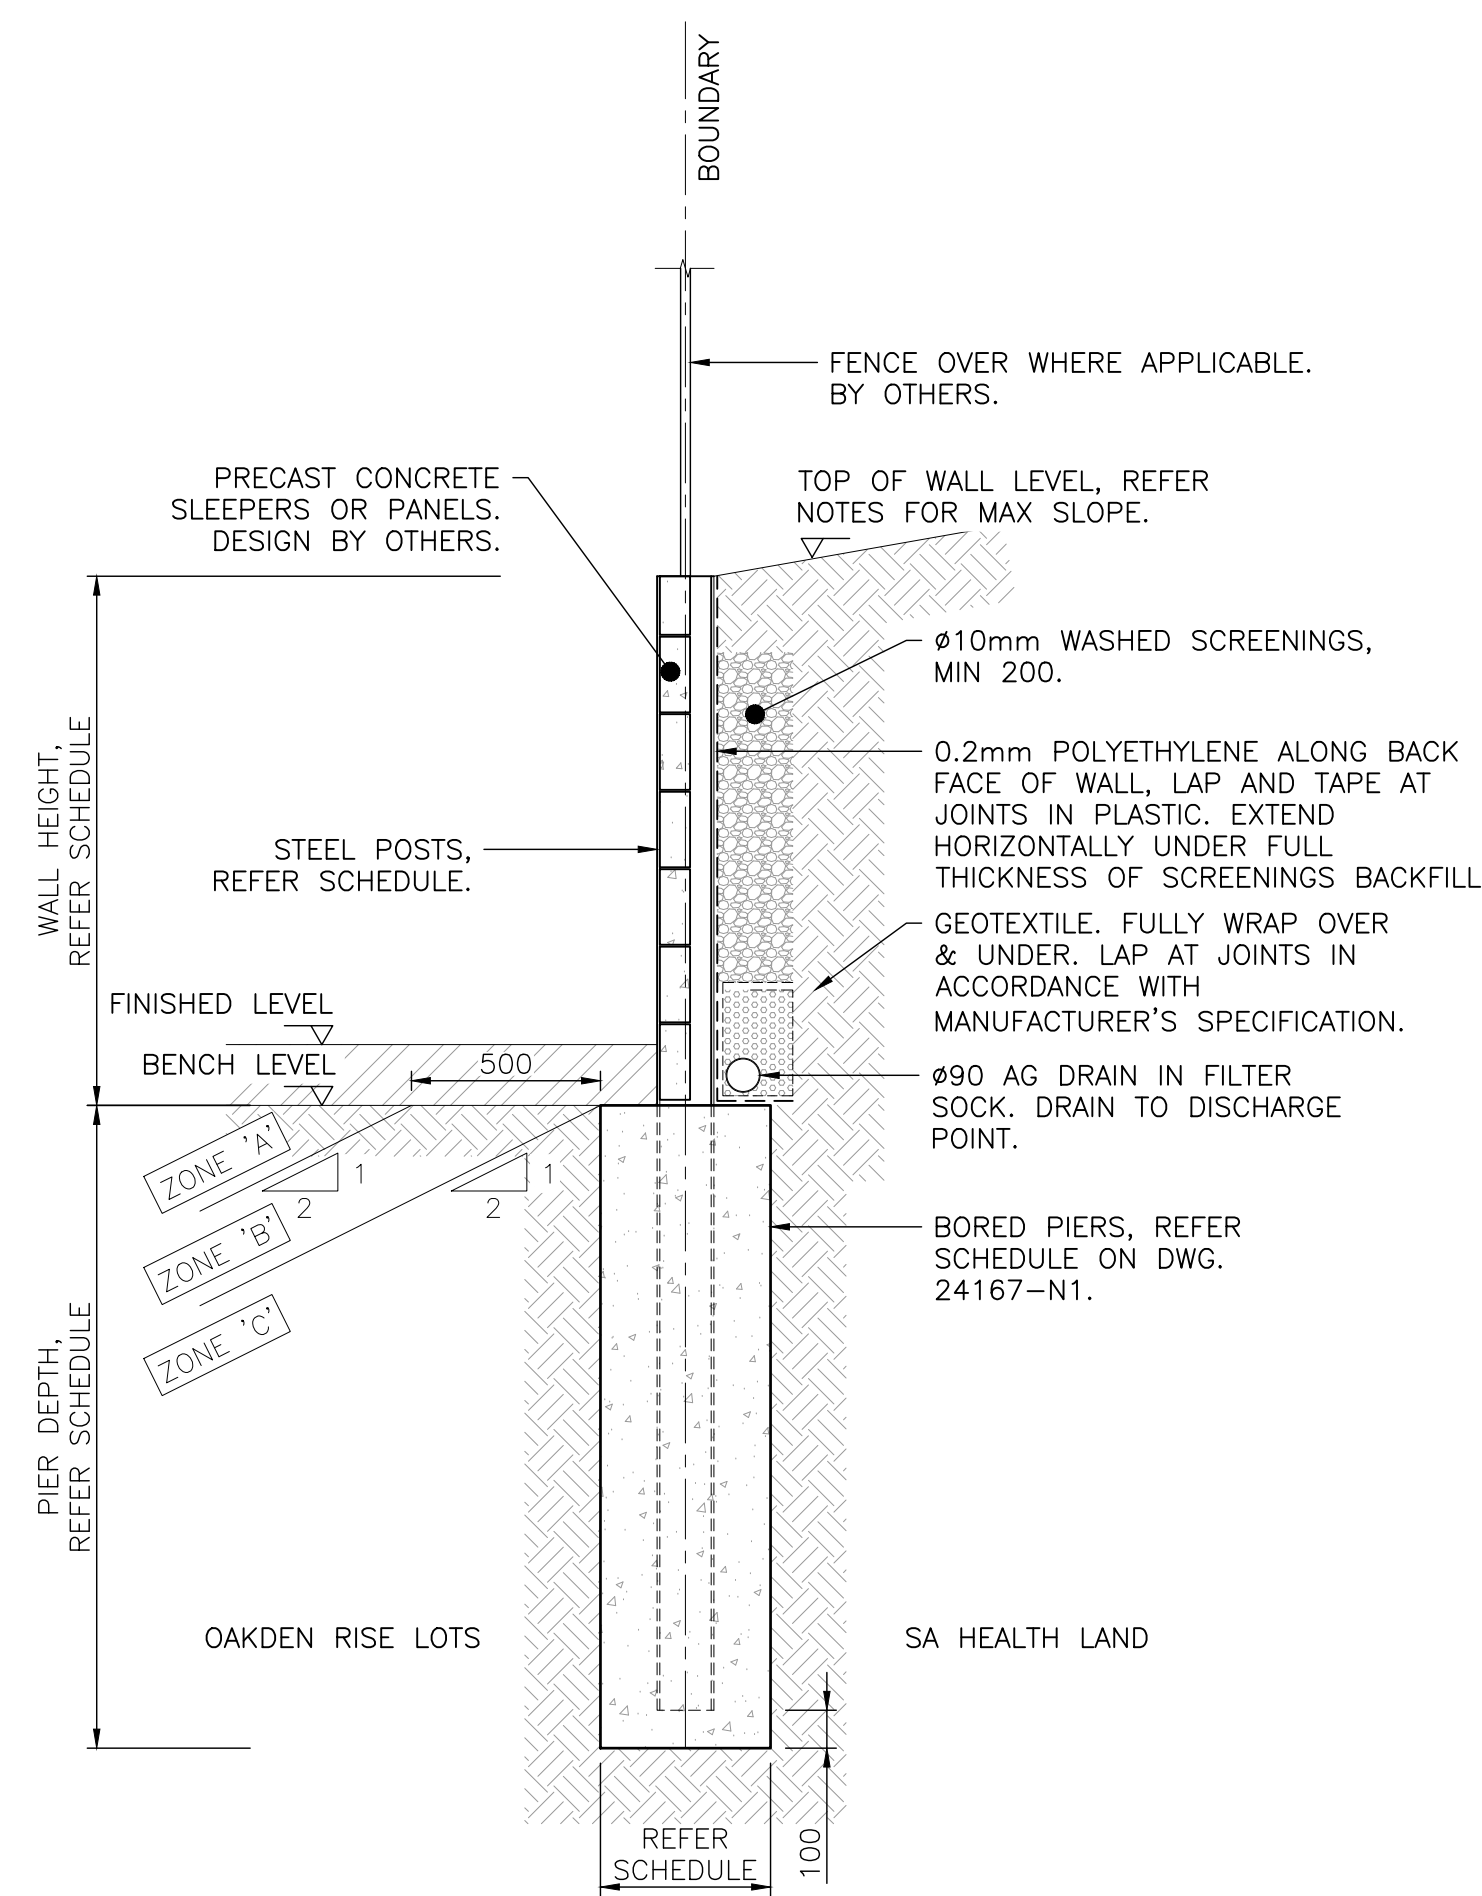 BOUNDARY
FENCE OVER WHERE APPLICABLE.
BY OTHERS.
PRECAST CONCRETE
SLEEPERS OR PANELS.
DESIGN BY OTHERS.
TOP OF WALL LEVEL, REFER
NOTES FOR MAX SLOPE.
ø10mm WASHED SCREENINGS,
MIN 200.
WALL HEIGHT,
REFER SCHEDULE
0.2mm POLYETHYLENE ALONG BACK
FACE OF WALL, LAP AND TAPE AT
JOINTS IN PLASTIC. EXTEND
HORIZONTALLY UNDER FULL
THICKNESS OF SCREENINGS BACKFILL
STEEL POSTS,
REFER SCHEDULE.
GEOTEXTILE. FULLY WRAP OVER
& UNDER. LAP AT JOINTS IN
ACCORDANCE WITH
MANUFACTURER'S SPECIFICATION.
FINISHED LEVEL
BENCH LEVEL
500
ø90 AG DRAIN IN FILTER
SOCK. DRAIN TO DISCHARGE
POINT.
ZONE 'A'
1
2
1
2
ZONE 'B'
ZONE 'C'
BORED PIERS, REFER
SCHEDULE ON DWG.
24167-N1.
PIER DEPTH,
REFER SCHEDULE
OAKDEN RISE LOTS
SA HEALTH LAND
REFER
SCHEDULE
100